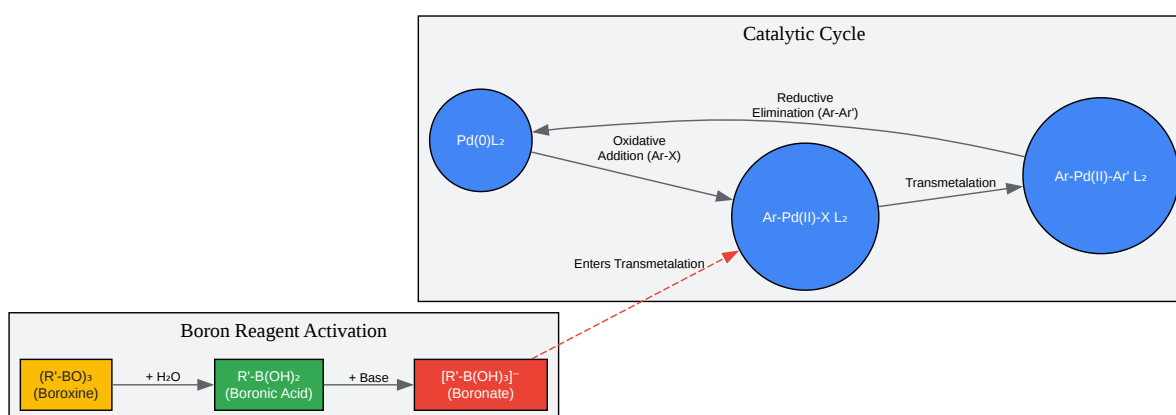 Catalytic Cycle
Reductive
Elimination (Ar-Ar')
Pd(0)L₂
Oxidative
Addition (Ar-X)
Ar-Pd(II)-Ar' L₂
Transmetalation
Ar-Pd(II)-X L₂
Enters Transmetalation
Boron Reagent Activation
(R'-BO)₃
(Boroxine)
+ H₂O
R'-B(OH)₂
(Boronic Acid)
+ Base
[R'-B(OH)₃]⁻
(Boronate)